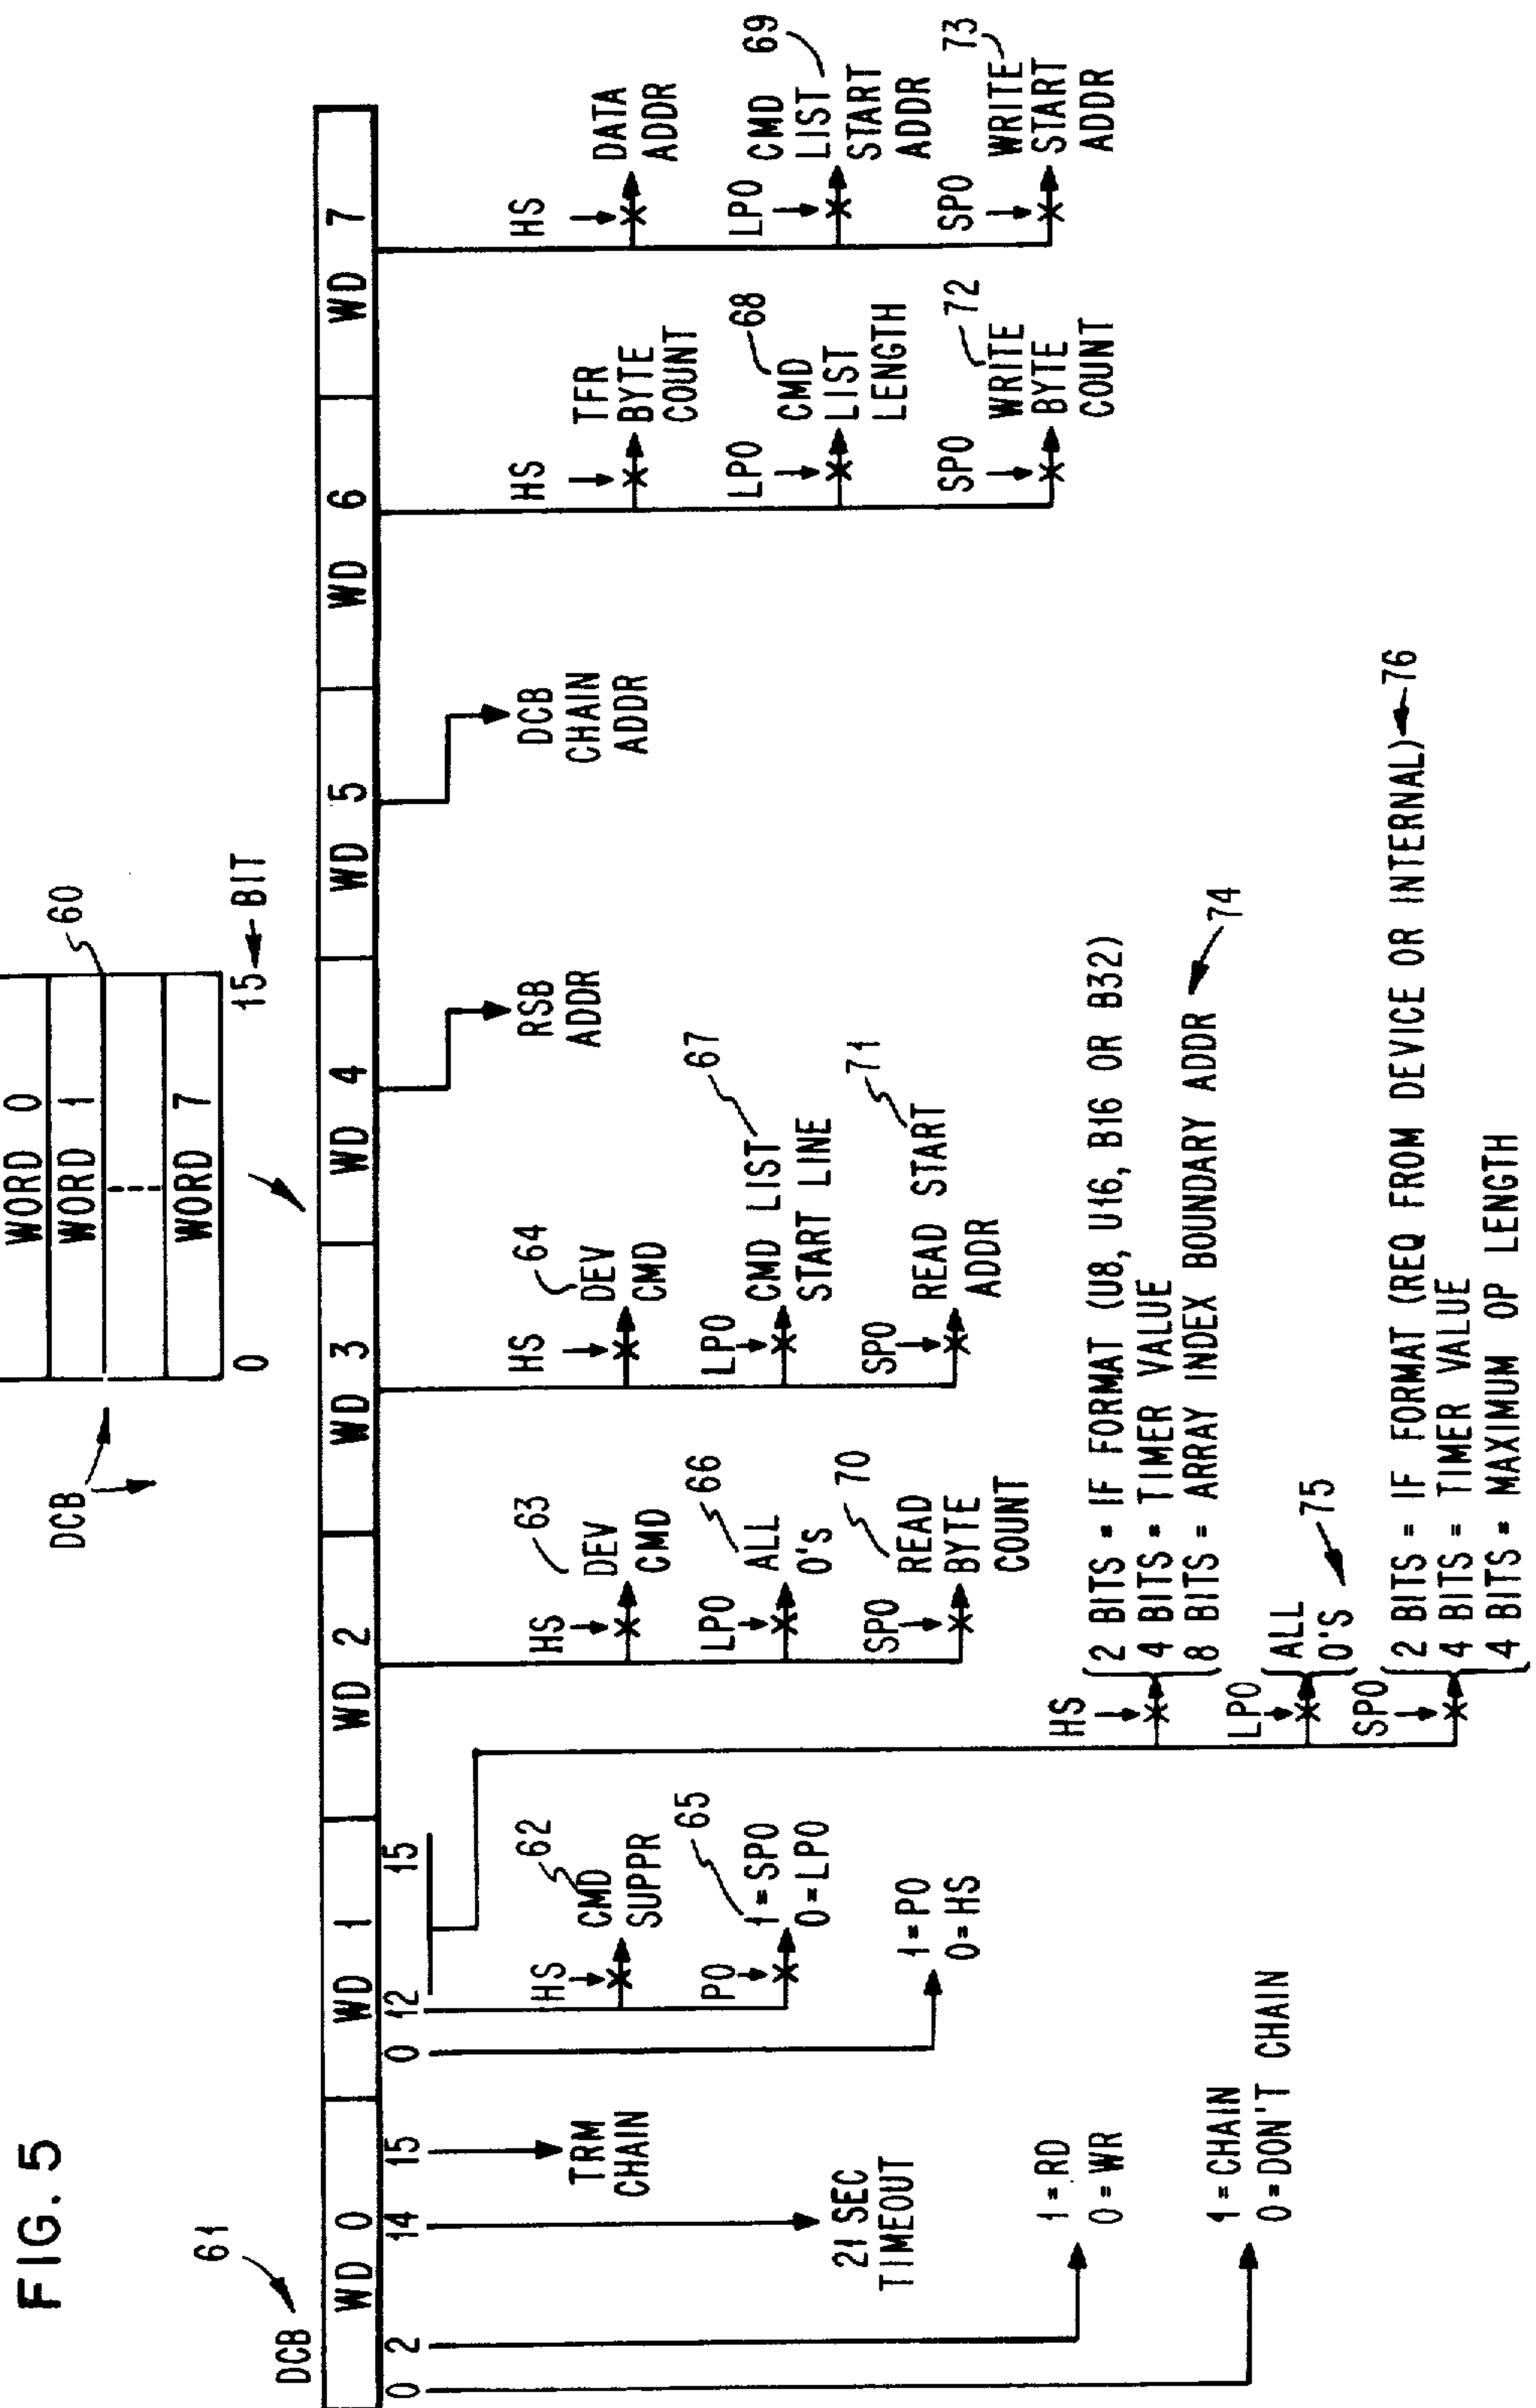 FIG. 5
DCB
WORD 0
WORD 1
WORD 7
60
0
15
BIT
DCB
61
WD 0
WD 1
WD 2
WD 3
WD 4
WD 5
WD 6
WD 7
0
2
14
15
0
12
15
TRM
CHAIN
21 SEC
TIMEOUT
1 = RD
0 = WR
1 = CHAIN
0 = DON'T CHAIN
HS
62
CMD
SUPPR
PO
65
1 = SPO
0 = LPO
1 = PO
0 = HS
HS
63
DEV
CMD
LPO
66
ALL
0'S
SPO
70
READ
BYTE
COUNT
HS
64
DEV
CMD
LPO
67
CMD LIST
START LINE
SPO
71
READ START
ADDR
RSB
ADDR
DCB
CHAIN
ADDR
HS
TFR
BYTE
COUNT
LPO
68
CMD
LIST
LENGTH
SPO
72
WRITE
BYTE
COUNT
HS
DATA
ADDR
LPO
69
CMD
LIST
START
ADDR
SPO
73
WRITE
START
ADDR
HS
2 BITS = IF FORMAT (U8, U16, B16 OR B32)
4 BITS = TIMER VALUE
8 BITS = ARRAY INDEX BOUNDARY ADDR
74
LPO
ALL
0'S
75
SPO
2 BITS = IF FORMAT (REQ FROM DEVICE OR INTERNAL)
76
4 BITS = TIMER VALUE
4 BITS = MAXIMUM OP LENGTH